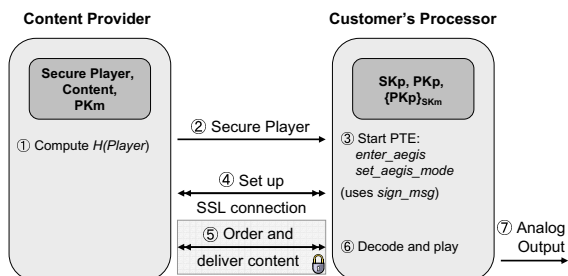 Content Provider
Customer's Processor
Secure Player,
Content,
PKm
SKp, PKp,
{PKp}SKm
① Compute H(Player)
② Secure Player
③ Start PTE:
enter_aegis
set_aegis_mode
(uses sign_msg)
④ Set up
SSL connection
⑤ Order and
deliver content
⑥ Decode and play
⑦ Analog
Output